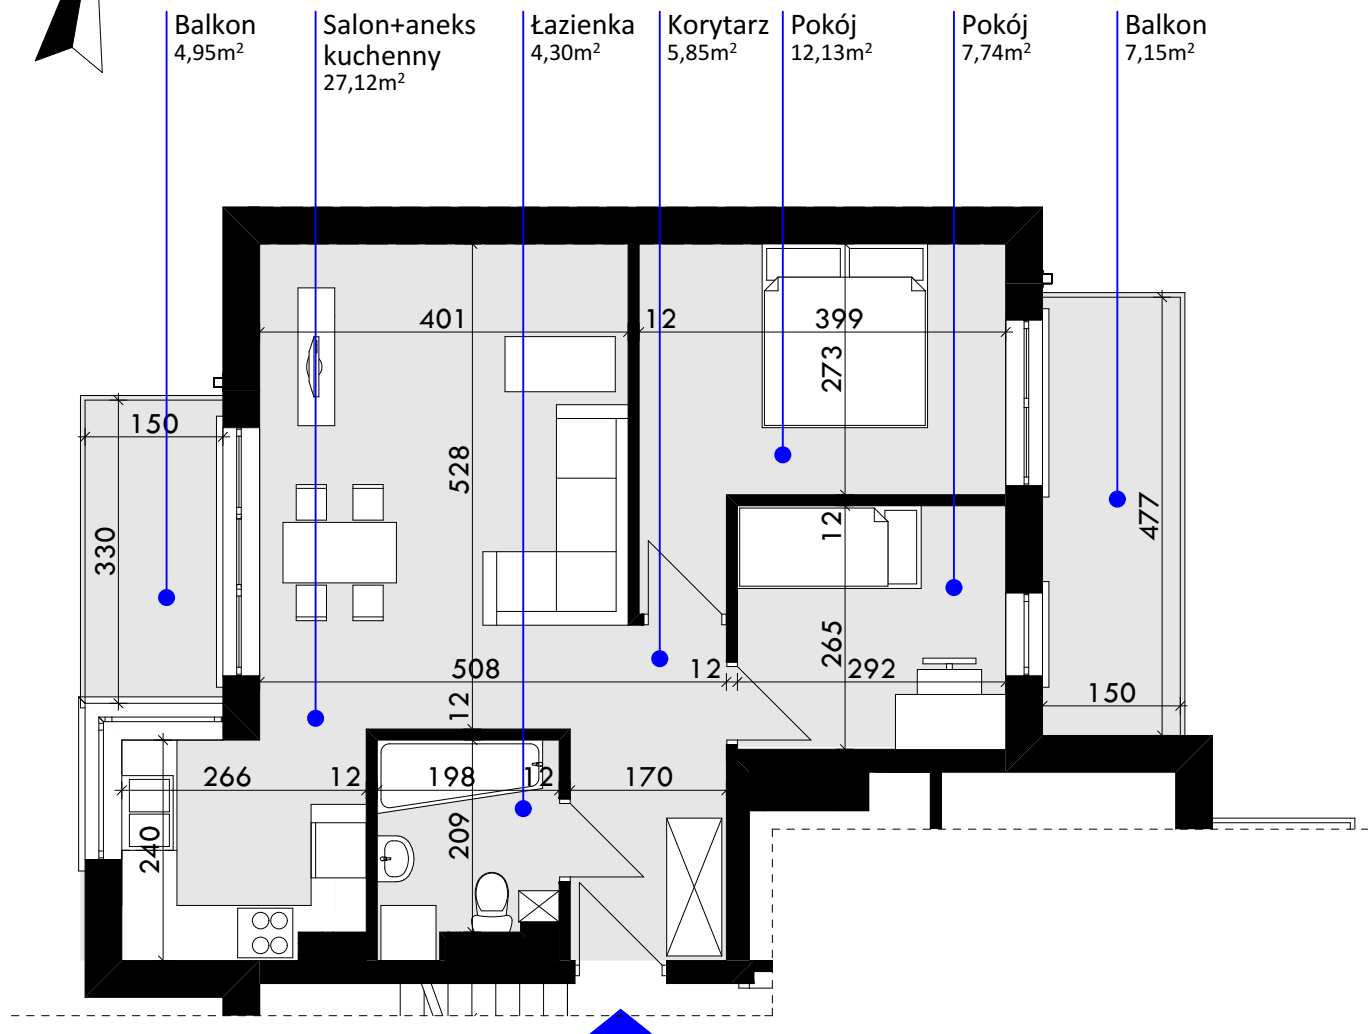 Balkon
4,95m²
Salon+aneks
kuchenny
27,12m²
Łazienka
4,30m²
Korytarz
5,85m²
Pokój
12,13m²
Pokój
7,74m²
Balkon
7,15m²
401
12
399
273
150
528
330
12
477
265
508
12
292
150
12
266
12
198
12
170
240
209